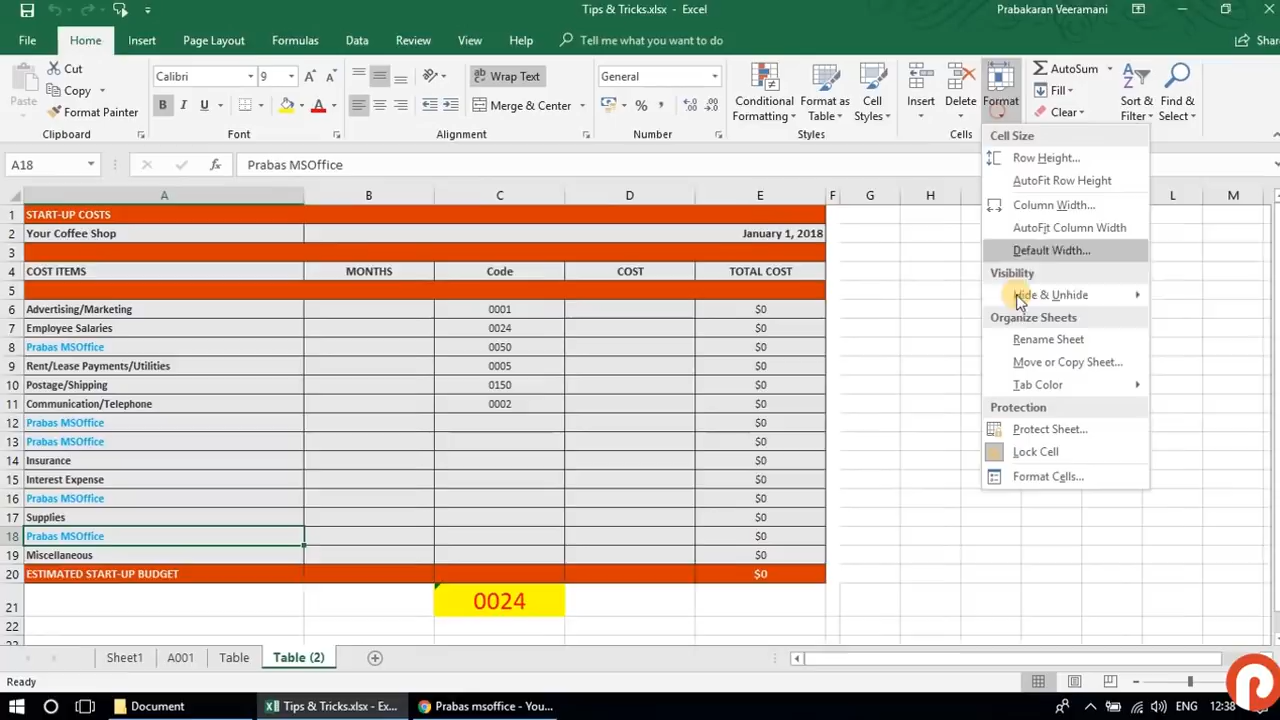 Tips & Tricks.xlsx - Excel
Prabakaran Veeramani
File Home Insert Page Layout Formulas Data Review View Help Tell me what you want to do Share
Paste
Cut
Copy
Format Painter
Clipboard
Calibri 9
B I U
Font
Wrap Text
Merge & Center
Alignment
General
Number
Conditional Formatting
Format as Table
Cell Styles
Styles
Insert
Delete
Format
Cells
AutoSum
Fill
Clear
Sort & Filter
Find & Select
Cell Size
Row Height...
AutoFit Row Height
Column Width...
AutoFit Column Width
Default Width...
Visibility
Hide & Unhide
Organize Sheets
Rename Sheet
Move or Copy Sheet...
Tab Color
Protection
Protect Sheet...
Lock Cell
Format Cells...
A18 fx Prabas MSOffice
A B C D E F G H L M
1 START-UP COSTS
2 Your Coffee Shop January 1, 2018
3
4 COST ITEMS MONTHS Code COST TOTAL COST
5
6 Advertising/Marketing 0001 $0
7 Employee Salaries 0024 $0
8 Prabas MSOffice 0050 $0
9 Rent/Lease Payments/Utilities 0005 $0
10 Postage/Shipping 0150 $0
11 Communication/Telephone 0002 $0
12 Prabas MSOffice $0
13 Prabas MSOffice $0
14 Insurance $0
15 Interest Expense $0
16 Prabas MSOffice $0
17 Supplies $0
18 Prabas MSOffice $0
19 Miscellaneous $0
20 ESTIMATED START-UP BUDGET $0
21 0024
22
Sheet1 A001 Table Table (2)
Ready
Document Tips & Tricks.xlsx - Ex... Prabas msoffice - You... ENG 12:38